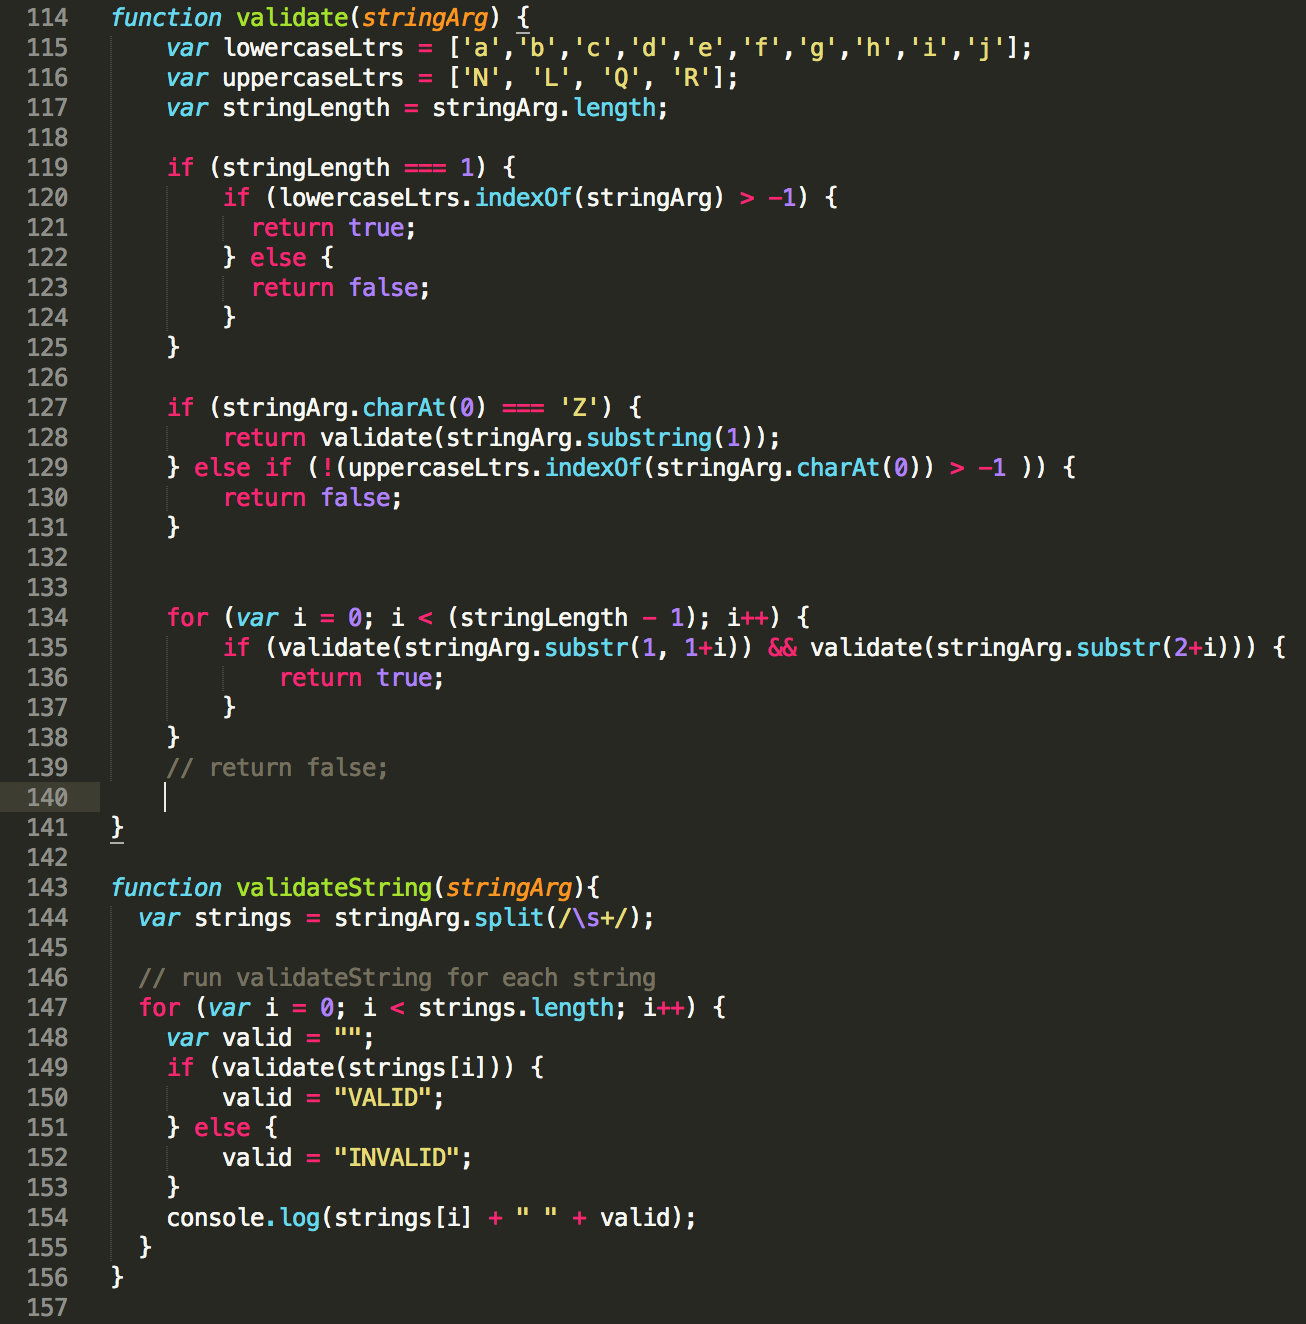 114 function validate(stringArg) {
115     var lowercaseLtrs = ['a','b','c','d','e','f','g','h','i','j'];
116     var uppercaseLtrs = ['N', 'L', 'Q', 'R'];
117     var stringLength = stringArg.length;
118
119     if (stringLength === 1) {
120         if (lowercaseLtrs.indexOf(stringArg) > -1) {
121           return true;
122         } else {
123           return false;
124         }
125     }
126
127     if (stringArg.charAt(0) === 'Z') {
128         return validate(stringArg.substring(1));
129     } else if (!(uppercaseLtrs.indexOf(stringArg.charAt(0)) > -1 )) {
130         return false;
131     }
132
133
134     for (var i = 0; i < (stringLength - 1); i++) {
135         if (validate(stringArg.substr(1, 1+i)) && validate(stringArg.substr(2+i))) {
136             return true;
137         }
138     }
139     // return false;
140
141 }
142
143 function validateString(stringArg){
144   var strings = stringArg.split(/\s+/);
145
146   // run validateString for each string
147   for (var i = 0; i < strings.length; i++) {
148     var valid = "";
149     if (validate(strings[i])) {
150         valid = "VALID";
151     } else {
152         valid = "INVALID";
153     }
154     console.log(strings[i] + " " + valid);
155   }
156 }
157